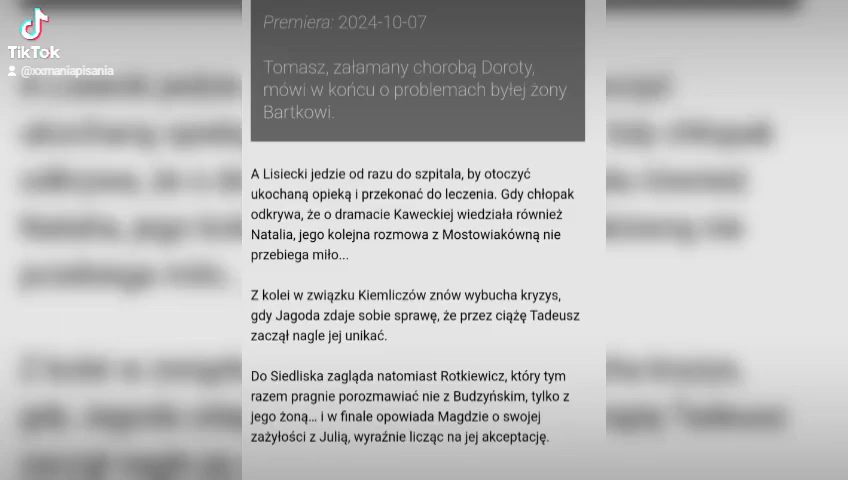 TikTok
@xxmaniapisania
Premiera: 2024-10-07
Tomasz, załamany chorobą Doroty,
mówi w końcu o problemach byłej żony
Bartkowi.
A Lisiecki jedzie od razu do szpitala, by otoczyć
ukochaną opieką i przekonać do leczenia. Gdy chłopak
odkrywa, że o dramacie Kaweckiej wiedziała również
Natalia, jego kolejna rozmowa z Mostowiakówną nie
przebiega miło...
Z kolei w związku Kiemliczów znów wybucha kryzys,
gdy Jagoda zdaje sobie sprawę, że przez ciążę Tadeusz
zaczął nagle jej unikać.
Do Siedliska zagląda natomiast Rotkiewicz, który tym
razem pragnie porozmawiać nie z Budzyńskim, tylko z
jego żoną... i w finale opowiada Magdzie o swojej
zażyłości z Julią, wyraźnie licząc na jej akceptację.